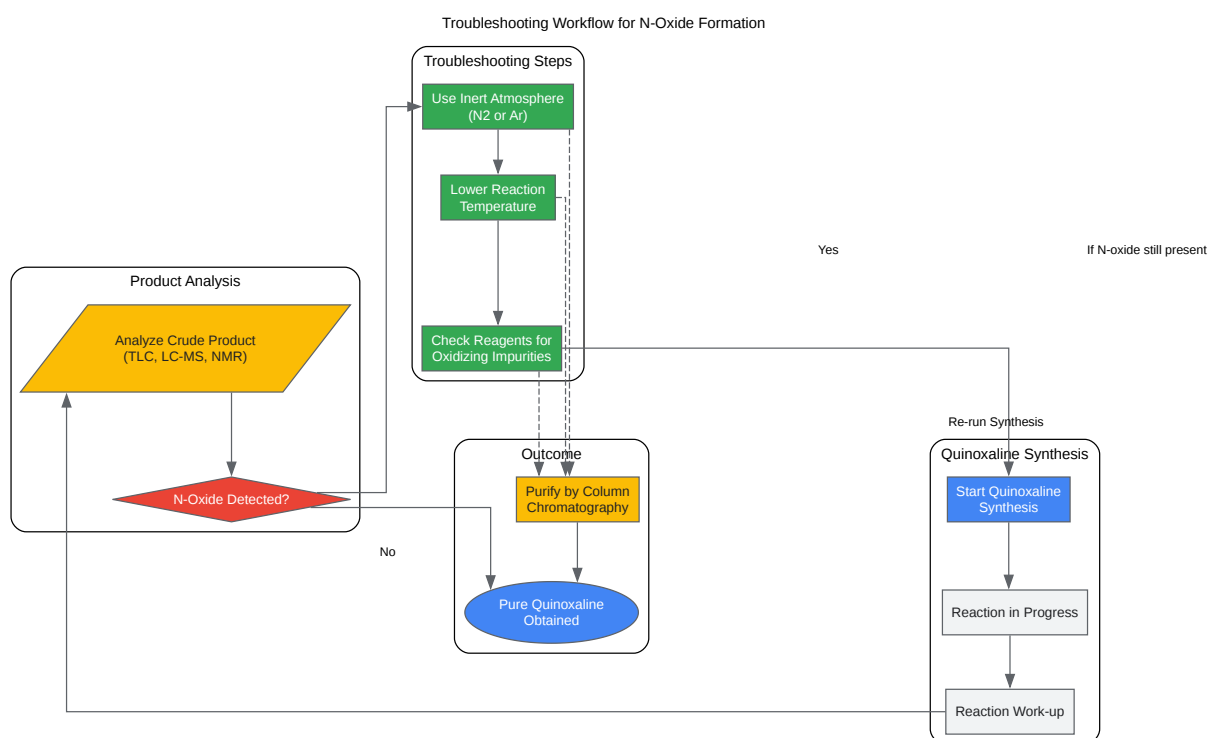 Troubleshooting Workflow for N-Oxide Formation
Troubleshooting Steps
Use Inert Atmosphere
(N2 or Ar)
Lower Reaction
Temperature
Check Reagents for
Oxidizing Impurities
Yes
If N-oxide still present
Product Analysis
Analyze Crude Product
(TLC, LC-MS, NMR)
N-Oxide Detected?
No
Outcome
Purify by Column
Chromatography
Pure Quinoxaline
Obtained
Re-run Synthesis
Quinoxaline Synthesis
Start Quinoxaline
Synthesis
Reaction in Progress
Reaction Work-up